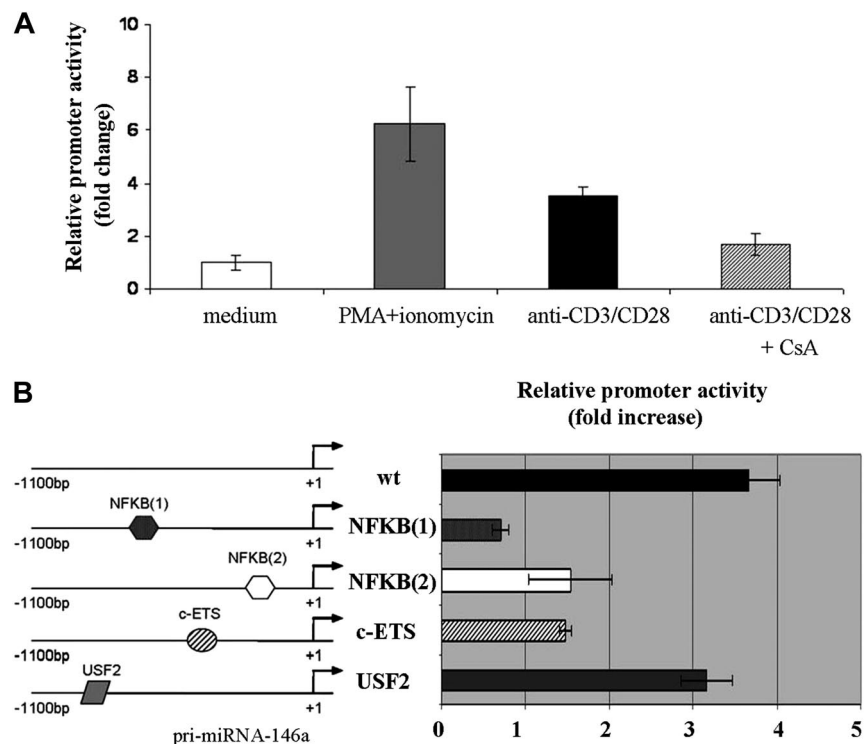 A
Relative promoter activity
(fold change)
10
8
6
4
2
0
medium
PMA+ionomycin
anti-CD3/CD28
anti-CD3/CD28
+ CsA
B
Relative promoter activity
(fold increase)
-1100bp
+1
wt
NFKB(1)
-1100bp
+1
NFKB(1)
NFKB(2)
-1100bp
+1
NFKB(2)
c-ETS
-1100bp
+1
c-ETS
USF2
-1100bp
+1
USF2
pri-miRNA-146a
0 1 2 3 4 5